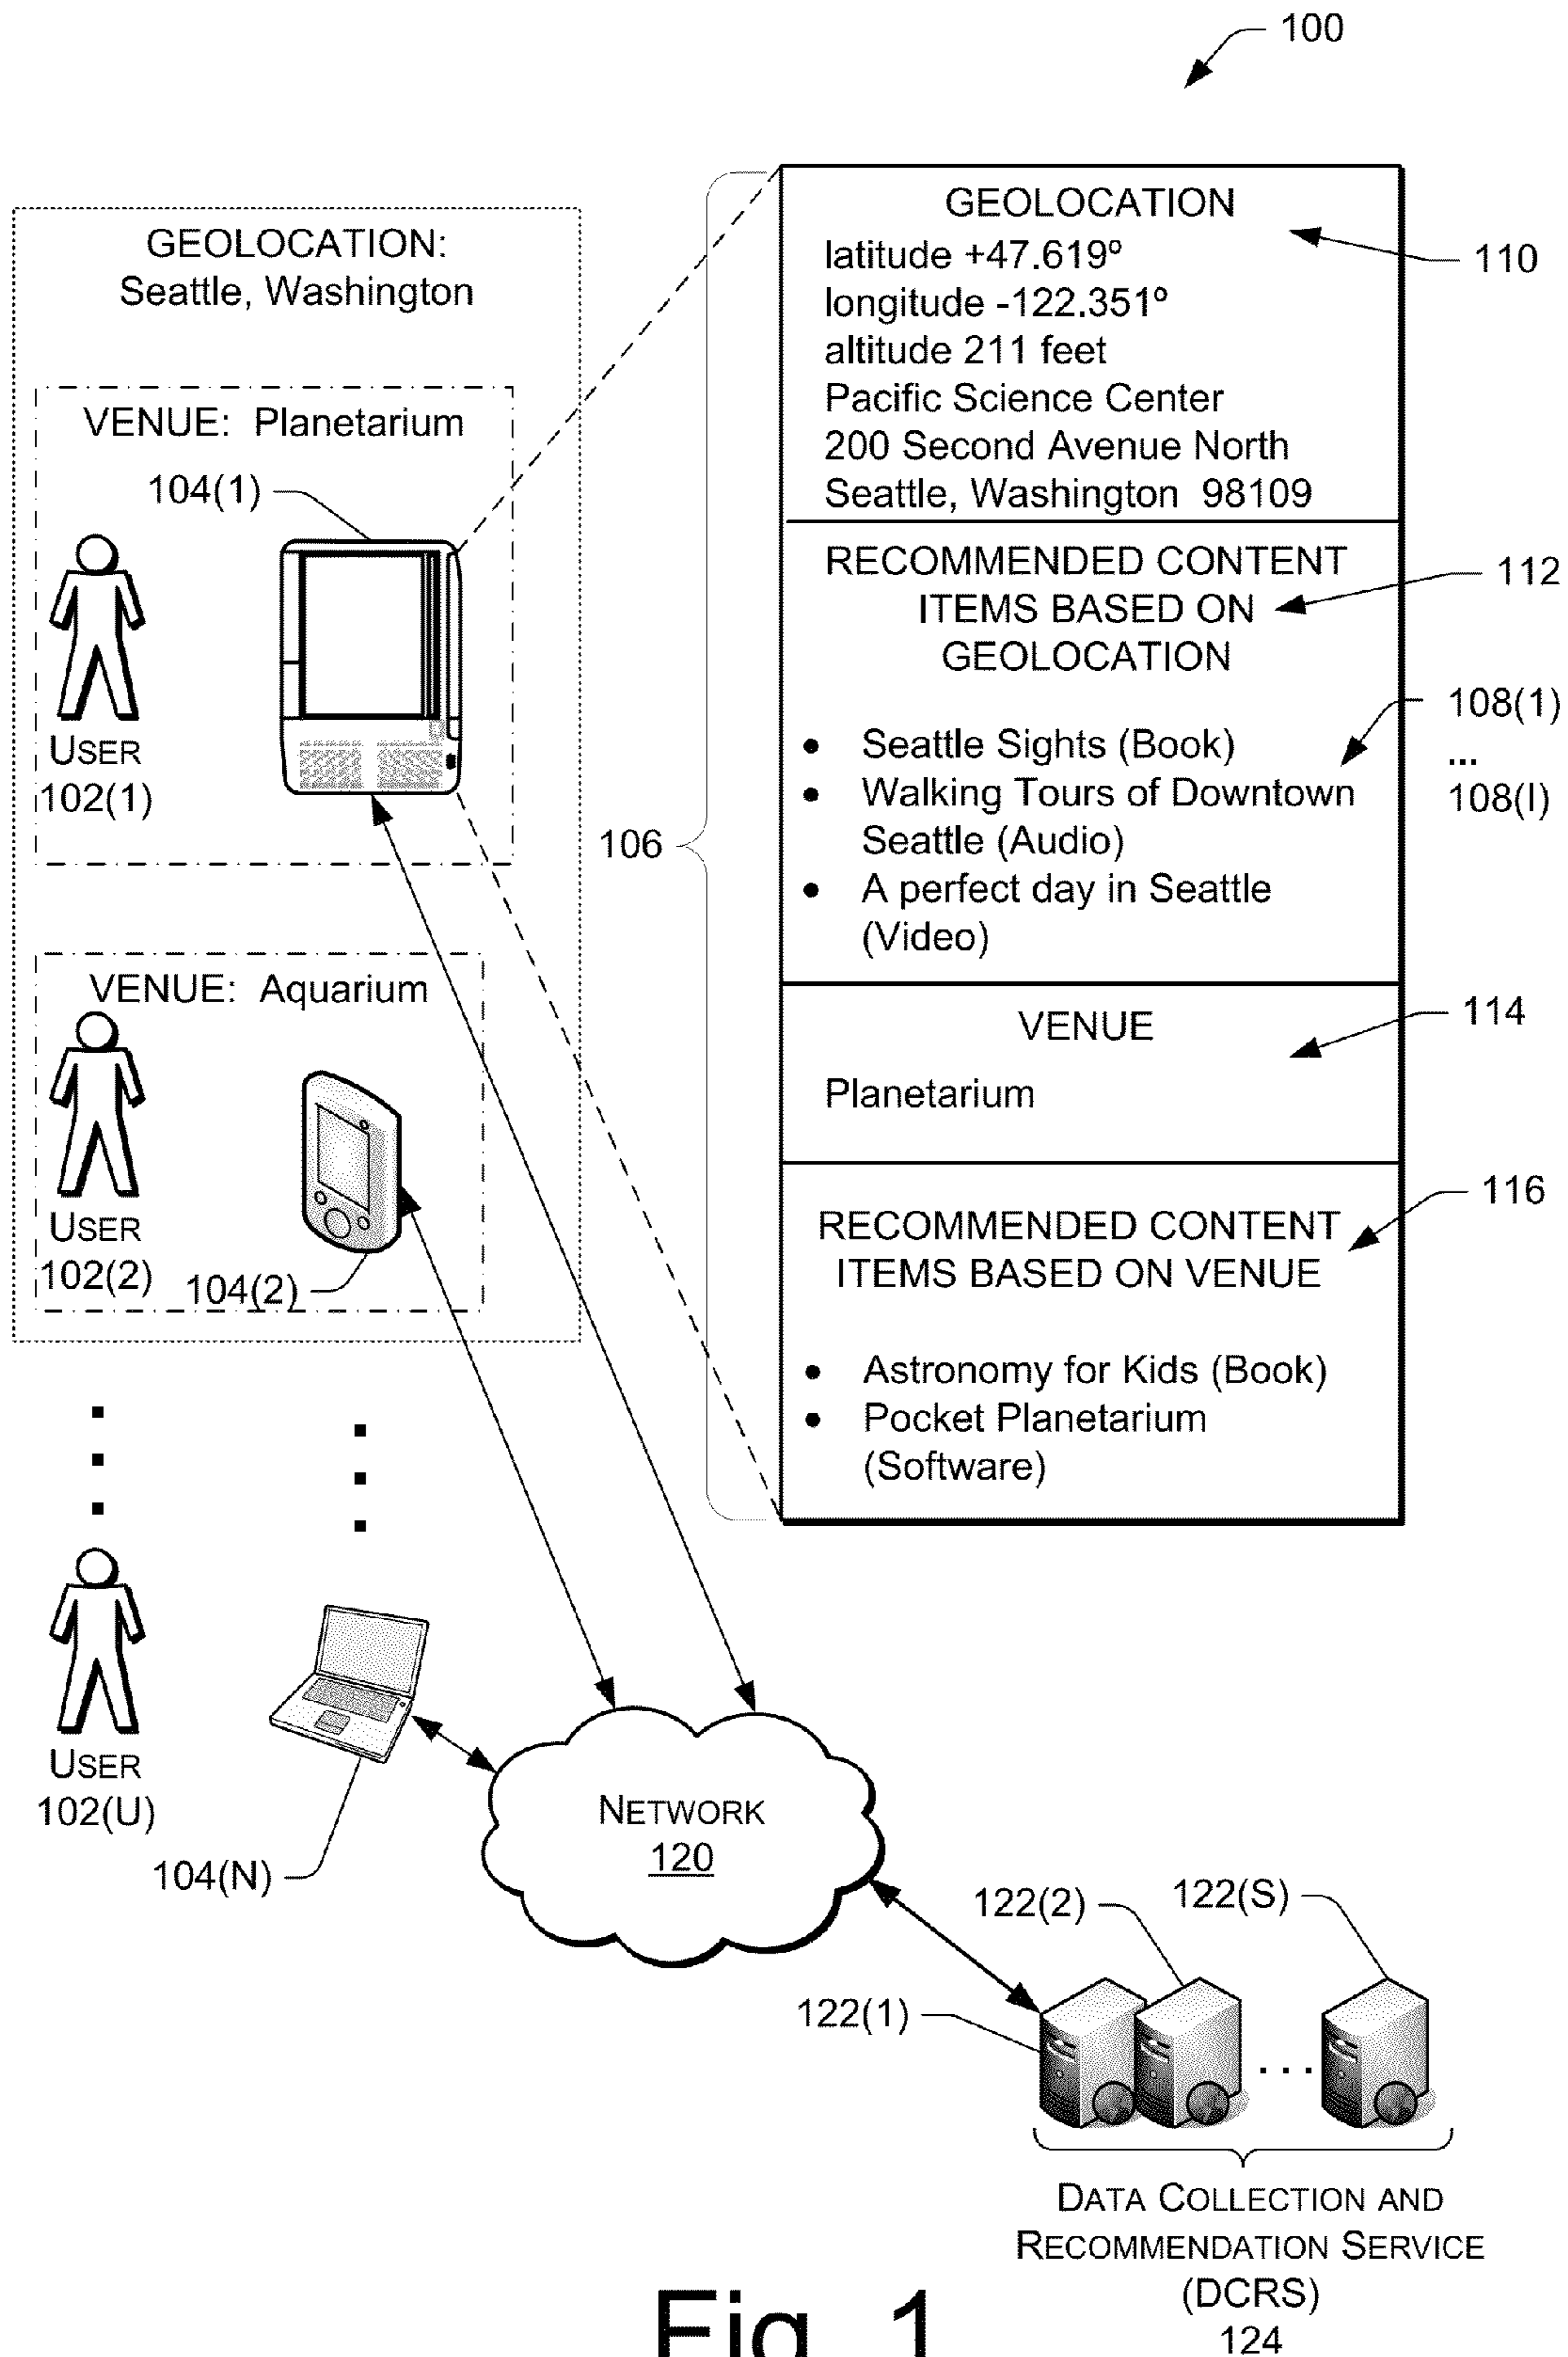 100
GEOLOCATION:
Seattle, Washington
VENUE: Planetarium
104(1)
USER
102(1)
VENUE: Aquarium
USER
102(2)
104(2)
USER
102(U)
104(N)
106
GEOLOCATION
latitude +47.619º
longitude -122.351º
altitude 211 feet
Pacific Science Center
200 Second Avenue North
Seattle, Washington 98109
110
RECOMMENDED CONTENT
ITEMS BASED ON
GEOLOCATION
112
• Seattle Sights (Book)
• Walking Tours of Downtown
Seattle (Audio)
• A perfect day in Seattle
(Video)
108(1)
...
108(I)
VENUE
Planetarium
114
RECOMMENDED CONTENT
ITEMS BASED ON VENUE
116
• Astronomy for Kids (Book)
• Pocket Planetarium
(Software)
NETWORK
120
122(1)
122(2)
122(S)
...
DATA COLLECTION AND
RECOMMENDATION SERVICE
(DCRS)
124
Fig. 1